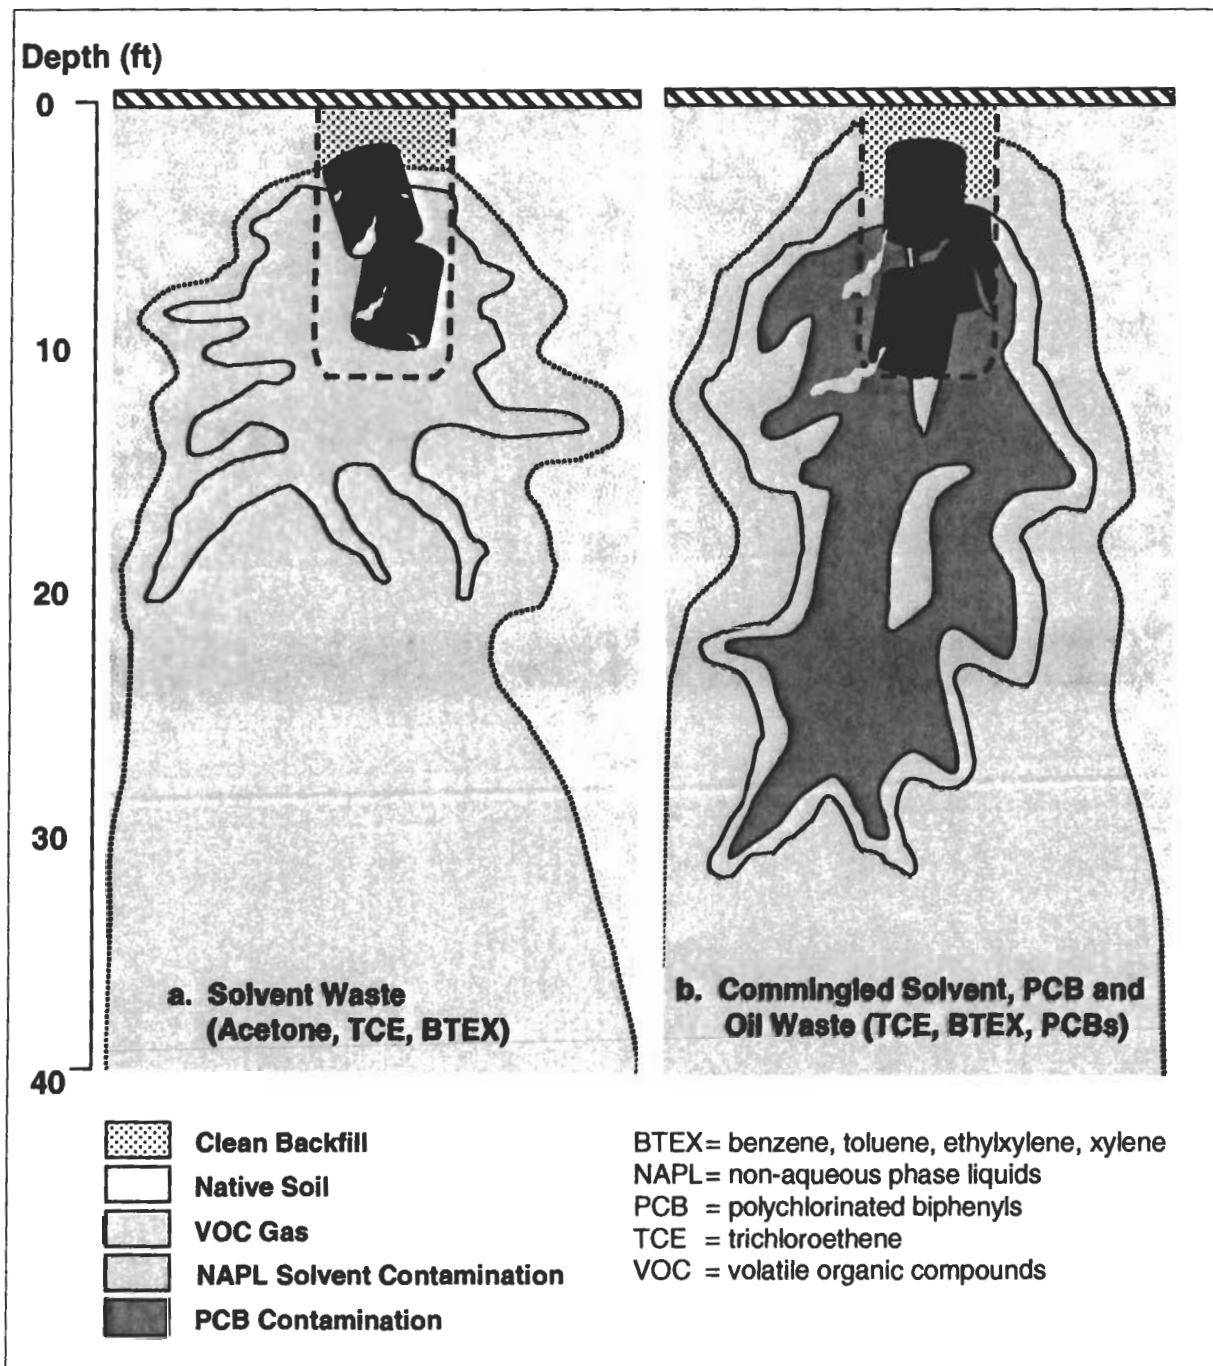 Depth (ft)
0
10
20
30
40
a. Solvent Waste
(Acetone, TCE, BTEX)
b. Commingled Solvent, PCB and
Oil Waste (TCE, BTEX, PCBs)
Clean Backfill
Native Soil
VOC Gas
NAPL Solvent Contamination
PCB Contamination
BTEX= benzene, toluene, ethylxylene, xylene
NAPL= non-aqueous phase liquids
PCB = polychlorinated biphenyls
TCE = trichloroethene
VOC = volatile organic compounds